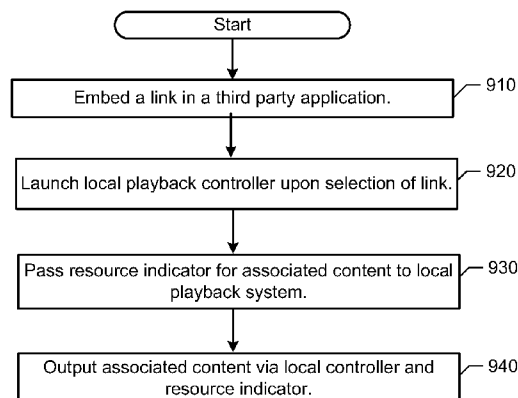 Start
Embed a link in a third party application.
910
Launch local playback controller upon selection of link.
920
Pass resource indicator for associated content to local
playback system.
930
Output associated content via local controller and
resource indicator.
940